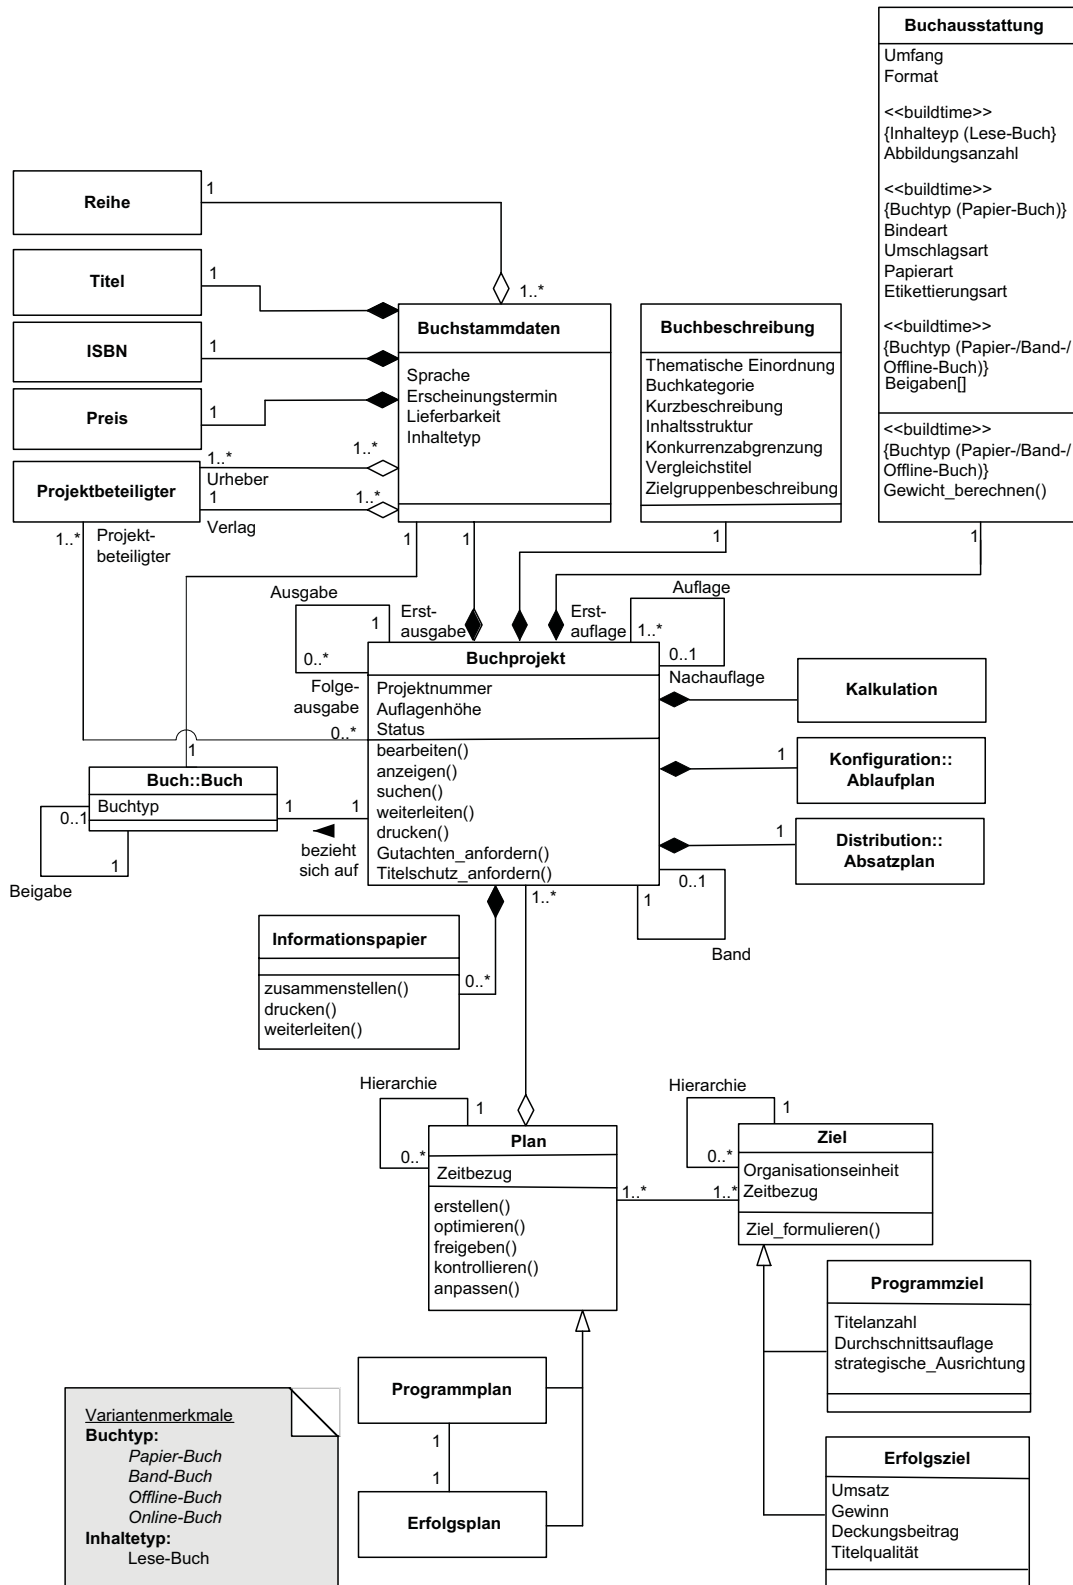 Buchausstattung
Umfang
Format
<<buildtime>>
{Inhalteyp (Lese-Buch}
Abbildungsanzahl
<<buildtime>>
{Buchtyp (Papier-Buch)}
Bindeart
Umschlagsart
Papierart
Etikettierungsart
<<buildtime>>
{Buchtyp (Papier-/Band-/
Offline-Buch)}
Beigaben[]
<<buildtime>>
{Buchtyp (Papier-/Band-/
Offline-Buch)}
Gewicht_berechnen()
1
Reihe
1
1..*
Titel
1
ISBN
1
Preis
1
Projektbeteiligter
1..*
Urheber
1..*
1
Verlag
1..*
1..*
Projekt-
beteiligter
Buchstammdaten
Sprache
Erscheinungstermin
Lieferbarkeit
Inhaltetyp
1
1
Buchbeschreibung
Thematische Einordnung
Buchkategorie
Kurzbeschreibung
Inhaltsstruktur
Konkurrenzabgrenzung
Vergleichstitel
Zielgruppenbeschreibung
1
Ausgabe
1
Erst-
ausgabe
0..*
Folge-
ausgabe
Erst-
auflage
Auflage
1..*
0..1
Nachauflage
Buchprojekt
Projektnummer
Auflagenhöhe
Status
bearbeiten()
anzeigen()
suchen()
weiterleiten()
drucken()
Gutachten_anfordern()
Titelschutz_anfordern()
0..*
Kalkulation
1
Konfiguration::
Ablaufplan
1
Distribution::
Absatzplan
1
Buch::Buch
Buchtyp
0..1
1
Beigabe
1
1
bezieht
sich auf
1..*
0..1
1
Band
Informationspapier
zusammenstellen()
drucken()
weiterleiten()
0..*
Hierarchie
1
0..*
Plan
Zeitbezug
erstellen()
optimieren()
freigeben()
kontrollieren()
anpassen()
1..*
1..*
Hierarchie
1
0..*
Ziel
Organisationseinheit
Zeitbezug
Ziel_formulieren()
Programmziel
Titelanzahl
Durchschnittsauflage
strategische_Ausrichtung
Erfolgsziel
Umsatz
Gewinn
Deckungsbeitrag
Titelqualität
Programmplan
1
1
Erfolgsplan
Variantenmerkmale
Buchtyp:
Papier-Buch
Band-Buch
Offline-Buch
Online-Buch
Inhaltetyp:
Lese-Buch